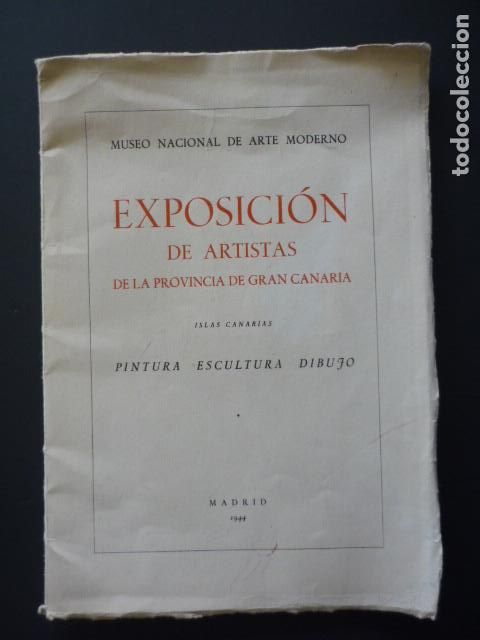 MUSEO NACIONAL DE ARTE MODERNO
EXPOSICIÓN
DE ARTISTAS
DE LA PROVINCIA DE GRAN CANARIA
ISLAS CANARIAS
PINTURA ESCULTURA DIBUJO
MADRID
1944
todocoleccion